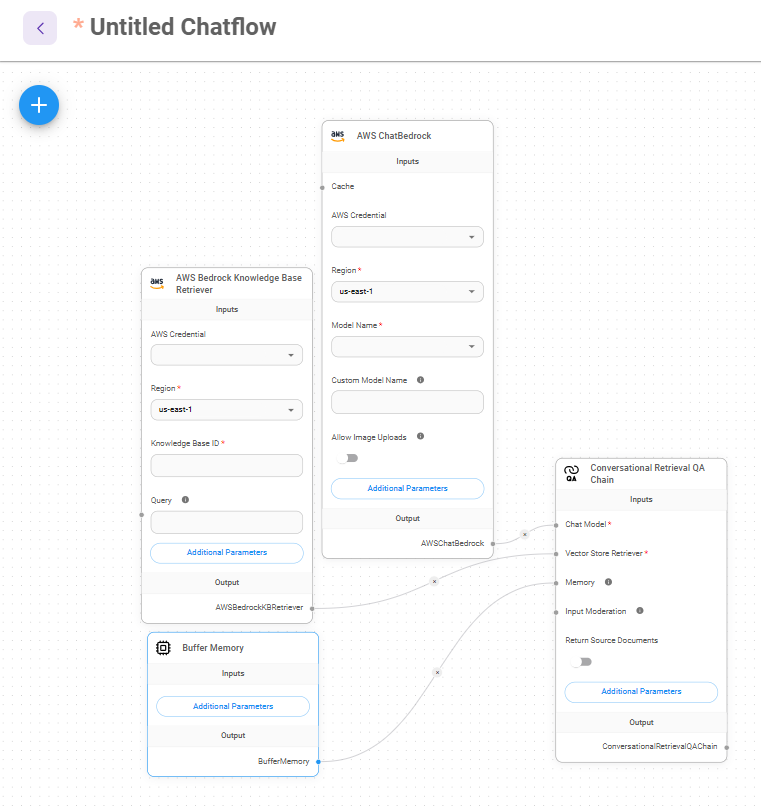 * Untitled Chatflow
aws
AWS ChatBedrock
Inputs
Cache
AWS Credential
Region *
us-east-1
Model Name *
Custom Model Name
Allow Image Uploads
Additional Parameters
Output
AWSChatBedrock
aws
AWS Bedrock Knowledge Base
Retriever
Inputs
AWS Credential
Region *
us-east-1
Knowledge Base ID *
Query
Additional Parameters
Output
AWSBedrockKBRetriever
Buffer Memory
Inputs
Additional Parameters
Output
BufferMemory
QA
Conversational Retrieval QA
Chain
Inputs
Chat Model *
Vector Store Retriever *
Memory
Input Moderation
Return Source Documents
Additional Parameters
Output
ConversationalRetrievalQAChain